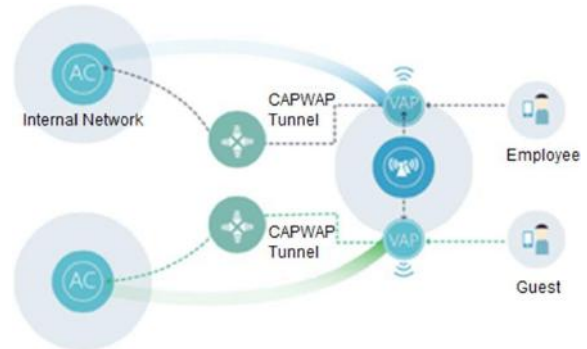 AC
Internal Network
CAPWAP
Tunnel
VAP
Employee
CAPWAP
Tunnel
VAP
AC
Guest